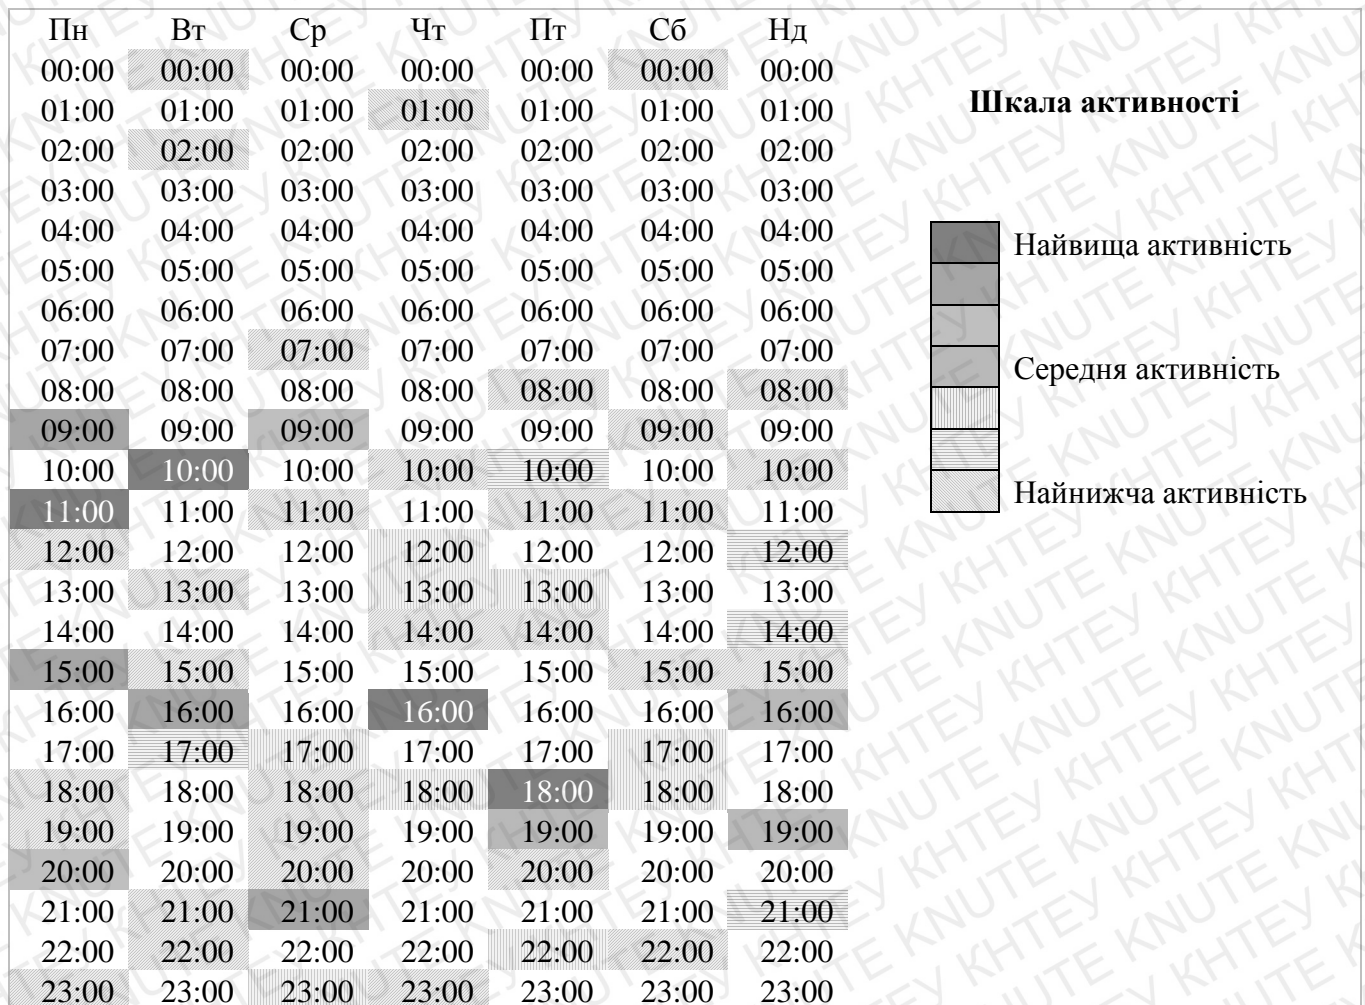 Пн Вт Ср Чт Пт Сб Нд
00:00 00:00 00:00 00:00 00:00 00:00 00:00
01:00 01:00 01:00 01:00 01:00 01:00 01:00
02:00 02:00 02:00 02:00 02:00 02:00 02:00
03:00 03:00 03:00 03:00 03:00 03:00 03:00
04:00 04:00 04:00 04:00 04:00 04:00 04:00
05:00 05:00 05:00 05:00 05:00 05:00 05:00
06:00 06:00 06:00 06:00 06:00 06:00 06:00
07:00 07:00 07:00 07:00 07:00 07:00 07:00
08:00 08:00 08:00 08:00 08:00 08:00 08:00
09:00 09:00 09:00 09:00 09:00 09:00 09:00
10:00 10:00 10:00 10:00 10:00 10:00 10:00
11:00 11:00 11:00 11:00 11:00 11:00 11:00
12:00 12:00 12:00 12:00 12:00 12:00 12:00
13:00 13:00 13:00 13:00 13:00 13:00 13:00
14:00 14:00 14:00 14:00 14:00 14:00 14:00
15:00 15:00 15:00 15:00 15:00 15:00 15:00
16:00 16:00 16:00 16:00 16:00 16:00 16:00
17:00 17:00 17:00 17:00 17:00 17:00 17:00
18:00 18:00 18:00 18:00 18:00 18:00 18:00
19:00 19:00 19:00 19:00 19:00 19:00 19:00
20:00 20:00 20:00 20:00 20:00 20:00 20:00
21:00 21:00 21:00 21:00 21:00 21:00 21:00
22:00 22:00 22:00 22:00 22:00 22:00 22:00
23:00 23:00 23:00 23:00 23:00 23:00 23:00
Шкала активності
Найвища активність
Середня активність
Найнижча активність
KNUTE КНТЕУ